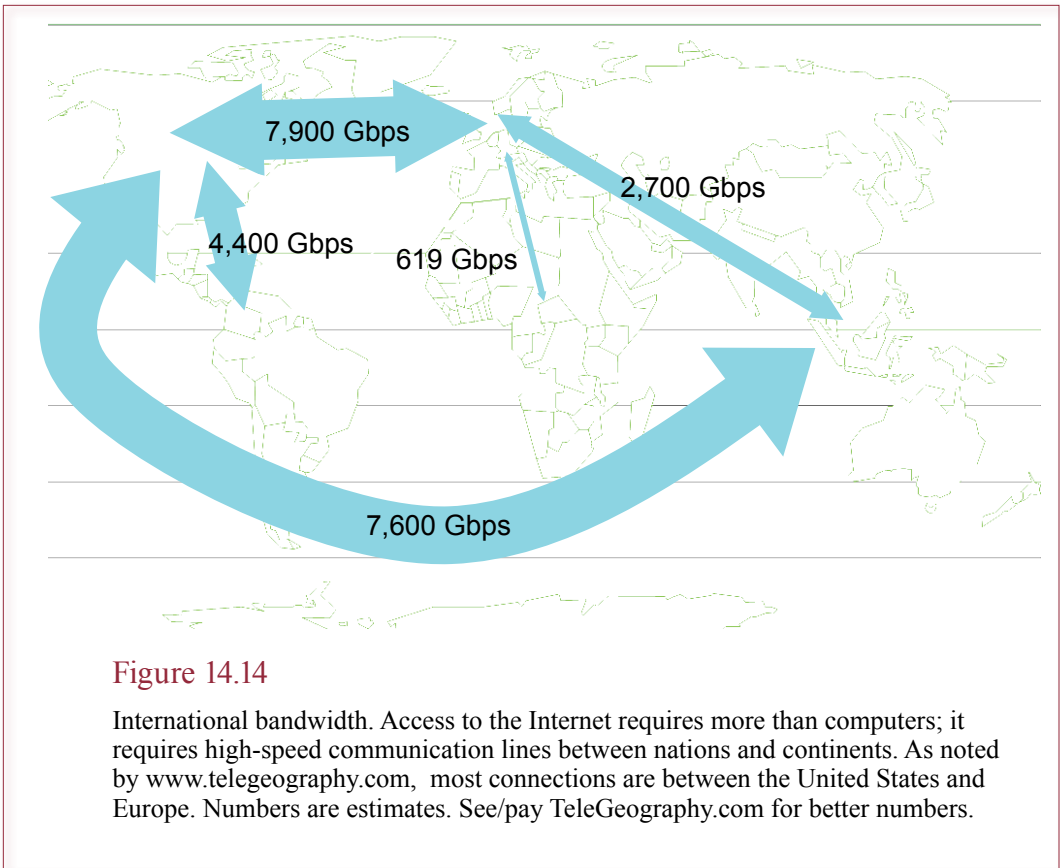 7,900 Gbps
2,700 Gbps
4,400 Gbps
619 Gbps
7,600 Gbps
Figure 14.14
International bandwidth. Access to the Internet requires more than computers; it
requires high-speed communication lines between nations and continents. As noted
by www.telegeography.com,  most connections are between the United States and
Europe. Numbers are estimates. See/pay TeleGeography.com for better numbers.